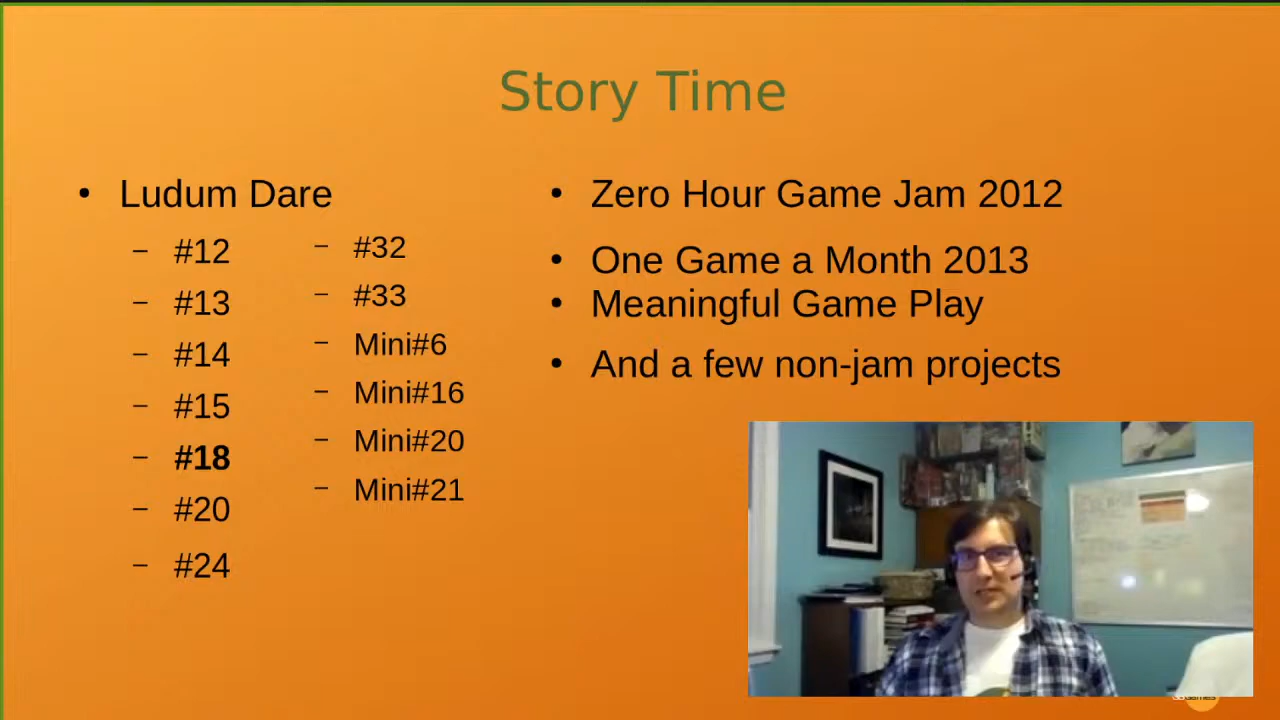 Story Time
• Ludum Dare
– #12
– #13
– #14
– #15
– #18
– #20
– #24
– #32
– #33
– Mini#6
– Mini#16
– Mini#20
– Mini#21
• Zero Hour Game Jam 2012
• One Game a Month 2013
• Meaningful Game Play
• And a few non-jam projects